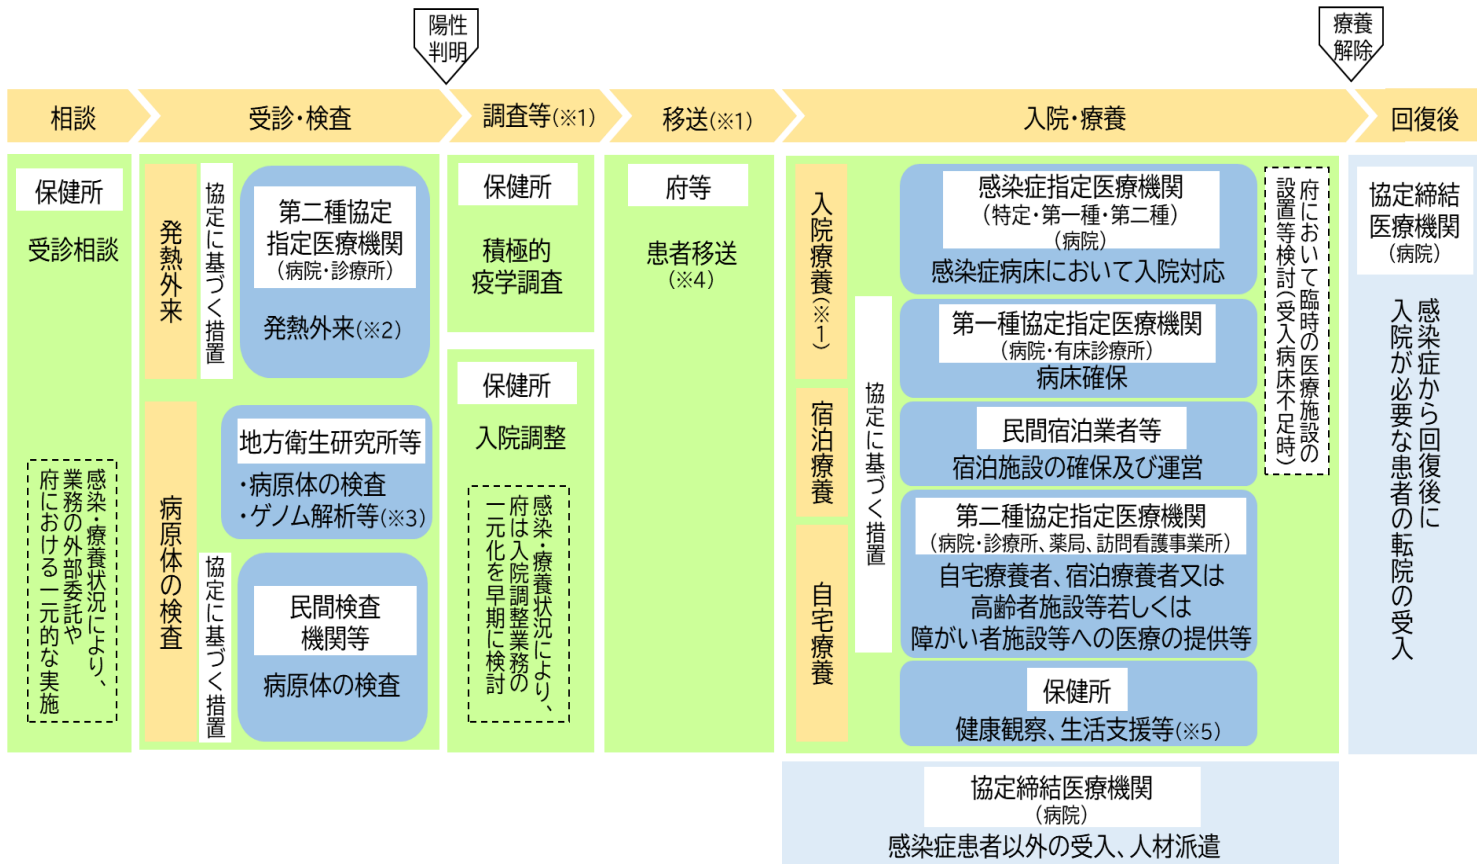 陽性
判明
療養
解除
相談
受診・検査
調査等(※1)
移送(※1)
入院・療養
回復後
保健所
受診相談
感染・療養状況により、
業務の外部委託や
府における一元的な実施
発熱外来
協定に基づく措置
第二種協定
指定医療機関
(病院・診療所)
発熱外来(※2)
病原体の検査
地方衛生研究所等
・病原体の検査
・ゲノム解析等(※3)
協定に基づく措置
民間検査
機関等
病原体の検査
保健所
積極的
疫学調査
保健所
入院調整
感染・療養状況により、
府は入院調整業務の
一元化を早期に検討
府等
患者移送
(※4)
入院療養(※1)
宿泊療養
自宅療養
協定に基づく措置
感染症指定医療機関
(特定・第一種・第二種)
(病院)
感染症病床において入院対応
第一種協定指定医療機関
(病院・有床診療所)
病床確保
民間宿泊業者等
宿泊施設の確保及び運営
第二種協定指定医療機関
(病院・診療所、薬局、訪問看護事業所)
自宅療養者、宿泊療養者又は
高齢者施設等若しくは
障がい者施設等への医療の提供等
保健所
健康観察、生活支援等(※5)
府において臨時の医療施設の
設置等検討(受入病床不足時)
協定締結医療機関
(病院)
感染症患者以外の受入、人材派遣
協定締結
医療機関
(病院)
感染症から回復後に
入院が必要な患者の転院の受入